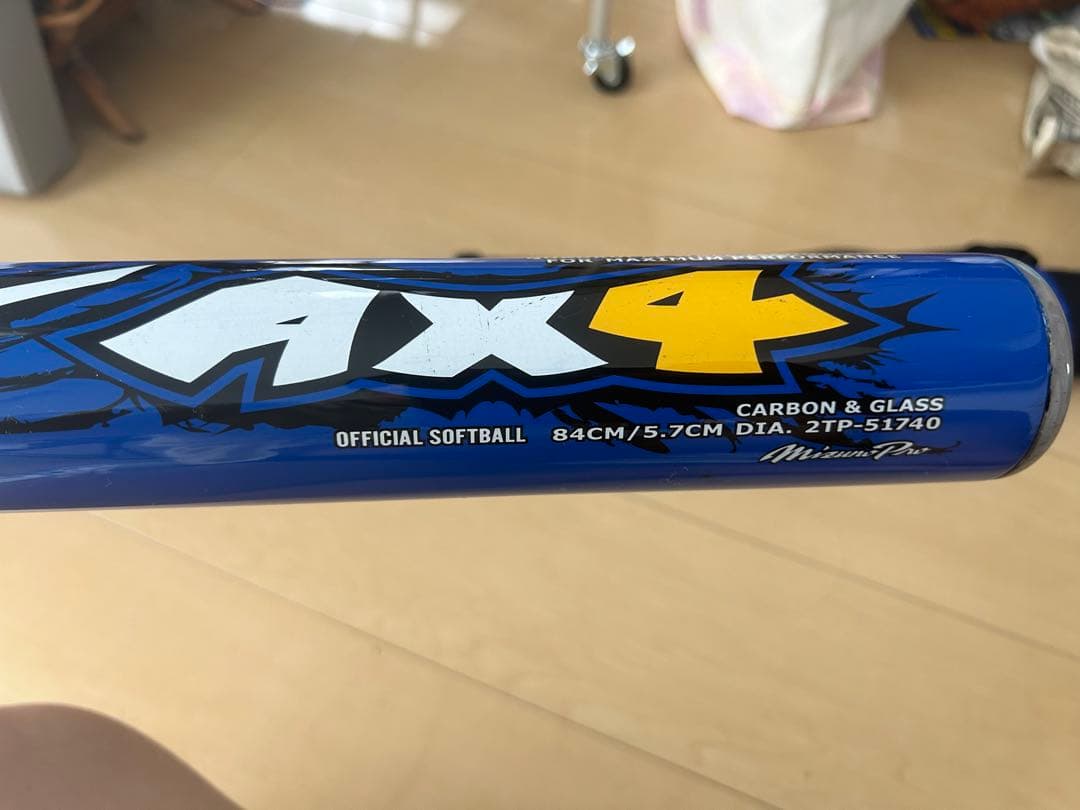 FOR MAXIMUM PERFORMANCE
AX4
CARBON & GLASS
OFFICIAL SOFTBALL 84CM/5.7CM DIA. 2TP-51740
Mizuno Pro